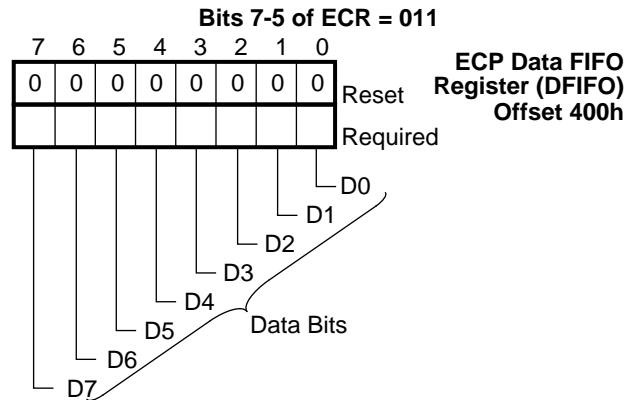 Bits 7-5 of ECR = 011
7 6 5 4 3 2 1 0
ECP Data FIFO
Register (DFIFO)
Offset 400h
0 0 0 0 0 0 0 0 Reset
Required
D0
D1
D2
D3
D4
D5
D6
D7
Data Bits